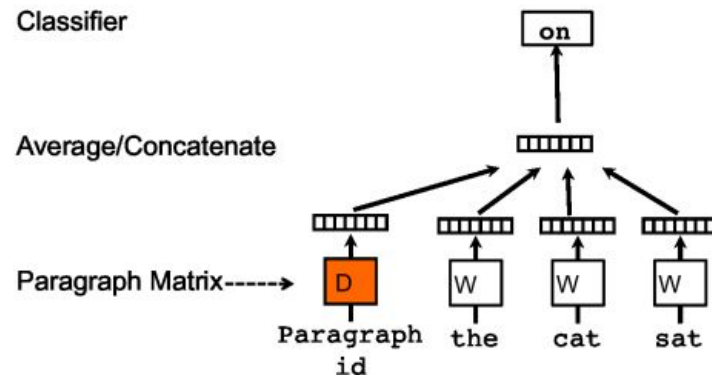 Classifier
on
Average/Concatenate
Paragraph Matrix
D W W W
Paragraph the cat sat
id